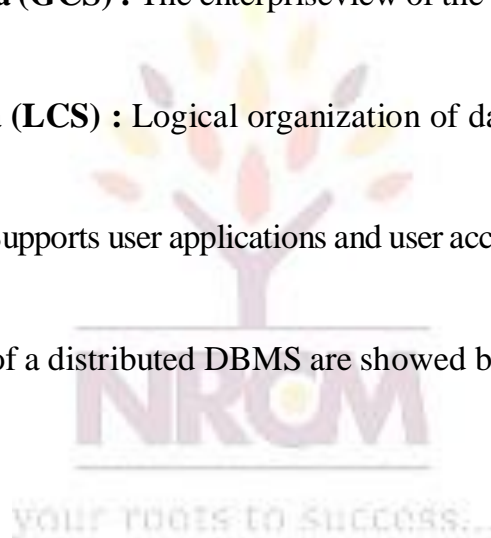 (GCS) : The enterpriseview of the
(LCS) : Logical organization of da
upports user applications and user acc
of a distributed DBMS are showed b
NRCM
your roots to success...